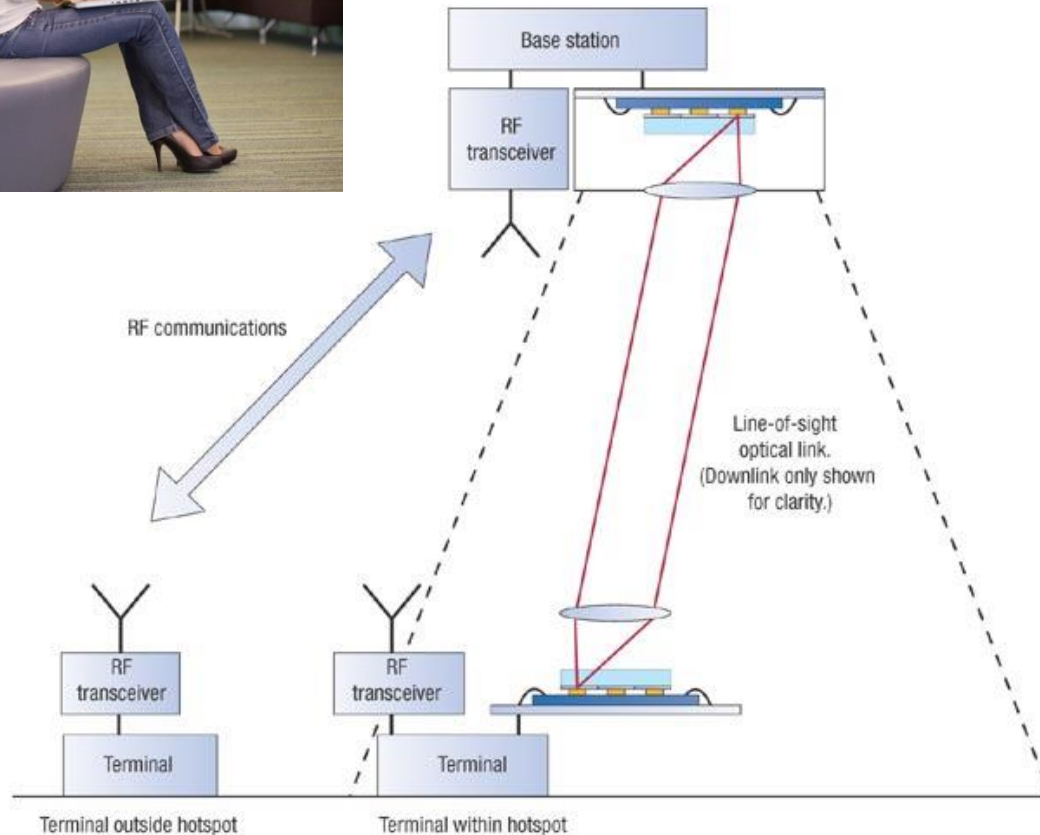 Base station
RF
transceiver
RF communications
Line-of-sight
optical link.
(Downlink only shown
for clarity.)
RF
transceiver
RF
transceiver
Terminal
Terminal
Terminal outside hotspot
Terminal within hotspot